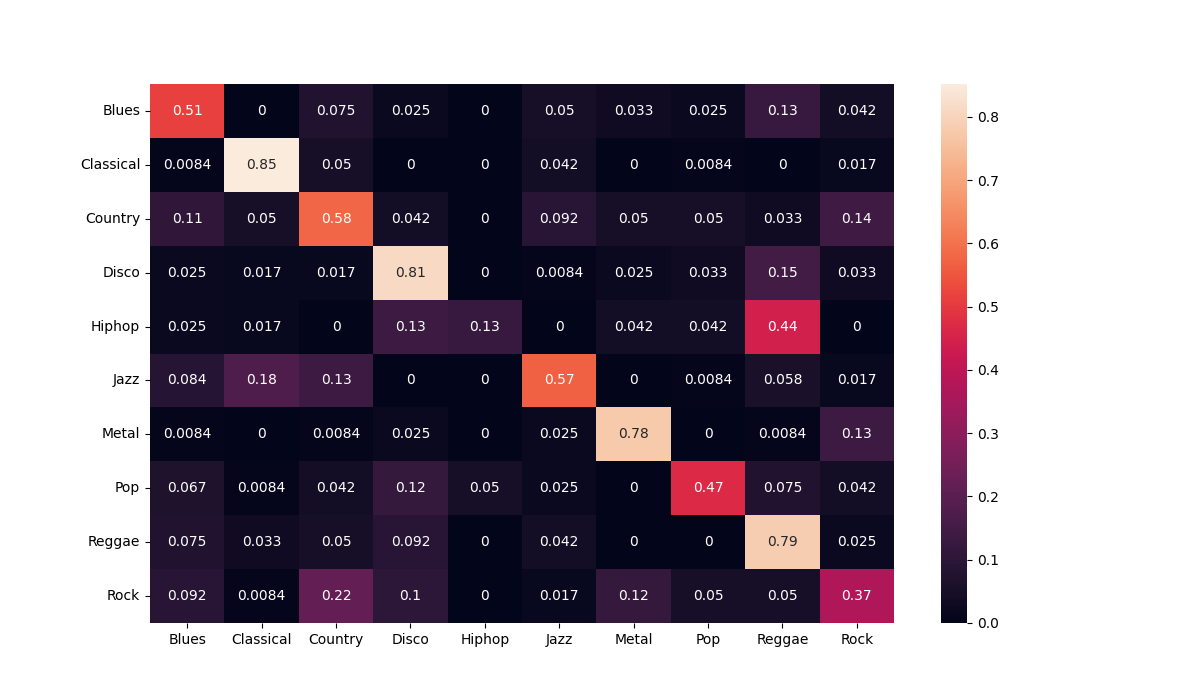 Blues 0.51 0 0.075 0.025 0 0.05 0.033 0.025 0.13 0.042
Classical 0.0084 0.85 0.05 0 0 0.042 0 0.0084 0 0.017
Country 0.11 0.05 0.58 0.042 0 0.092 0.05 0.05 0.033 0.14
Disco 0.025 0.017 0.017 0.81 0 0.0084 0.025 0.033 0.15 0.033
Hiphop 0.025 0.017 0 0.13 0.13 0 0.042 0.042 0.44 0
Jazz 0.084 0.18 0.13 0 0 0.57 0 0.0084 0.058 0.017
Metal 0.0084 0 0.0084 0.025 0 0.025 0.78 0 0.0084 0.13
Pop 0.067 0.0084 0.042 0.12 0.05 0.025 0 0.47 0.075 0.042
Reggae 0.075 0.033 0.05 0.092 0 0.042 0 0 0.79 0.025
Rock 0.092 0.0084 0.22 0.1 0 0.017 0.12 0.05 0.05 0.37
Blues Classical Country Disco Hiphop Jazz Metal Pop Reggae Rock
0.8
0.7
0.6
0.5
0.4
0.3
0.2
0.1
0.0